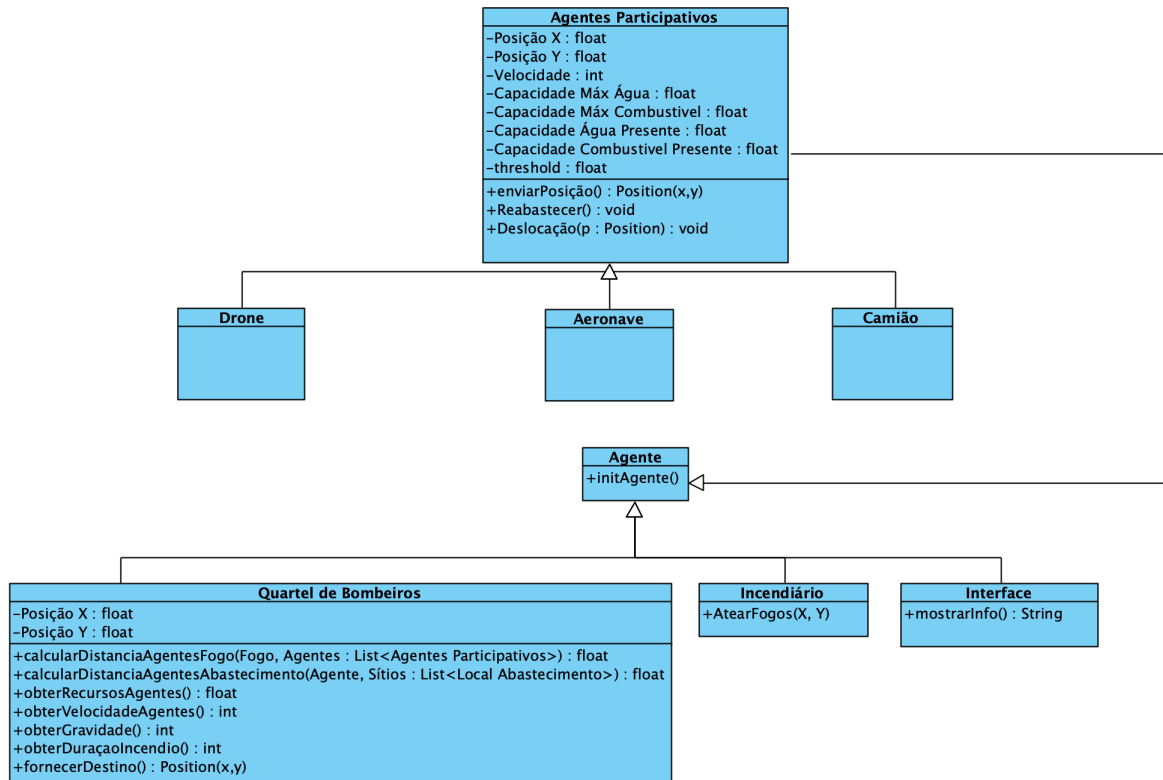 Agentes Participativos
-Posição X : float
-Posição Y : float
-Velocidade : int
-Capacidade Máx Água : float
-Capacidade Máx Combustivel : float
-Capacidade Água Presente : float
-Capacidade Combustivel Presente : float
-threshold : float
+enviarPosição() : Position(x,y)
+Reabastecer() : void
+Deslocação(p : Position) : void
Drone
Aeronave
Camião
Agente
+initAgente()
Quartel de Bombeiros
-Posição X : float
-Posição Y : float
+calcularDistanciaAgentesFogo(Fogo, Agentes : List<Agentes Participativos>) : float
+calcularDistanciaAgentesAbastecimento(Agente, Sítios : List<Local Abastecimento>) : float
+obterRecursosAgentes() : float
+obterVelocidadeAgentes() : int
+obterGravidade() : int
+obterDuraçaoIncendio() : int
+fornecerDestino() : Position(x,y)
Incendiário
+AtearFogos(X, Y)
Interface
+mostrarInfo() : String